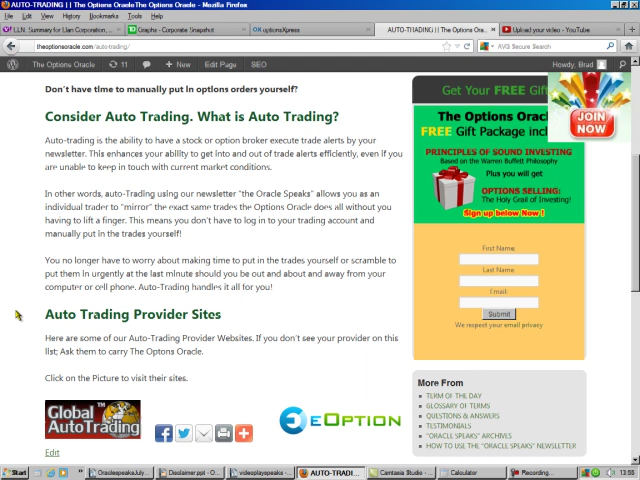 AUTO-TRADING | | The Options OracleThe Options Oracle - Mozilla Firefox
File Edit View History Bookmarks Tools Help
LLN: Summary for Llan Corporation,
Graphs - Corporate Snapshot
optionsXpress
AUTO-TRADING | | The Options Ora...
Upload your video - YouTube
theoptionsoracle.com/auto-trading/
AVG Secure Search
The Options Oracle
11
+ New
Edit Page
SEO
Howdy, Brad
Don't have time to manually put in options orders yourself?
Consider Auto Trading. What is Auto Trading?
Auto-trading is the ability to have a stock or option broker execute trade alerts by your
newsletter. This enhances your ability to get into and out of trade alerts efficiently, even if you
are unable to keep in touch with current market conditions.
In other words, auto-Trading using our newsletter "the Oracle Speaks" allows you as an
individual trader to "mirror" the exact same trades the Options Oracle does all without you
having to lift a finger. This means you don't have to log in to your trading account and
manually put in the trades yourself!
You no longer have to worry about making time to put in the trades yourself or scramble to
put them in urgently at the last minute should you be out and about and away from your
computer or cell phone. Auto-Trading handles it all for you!
Auto Trading Provider Sites
Here are some of our Auto-Trading Provider Websites. If you don't see your provider on this
list; Ask them to carry The Optons Oracle.
Click on the Picture to visit their sites.
Global
AutoTrading
™
eOPTION
Edit
Get Your FREE Gift
JOIN
NOW
The Options Oracl
FREE Gift Package inclu
PRINCIPLES OF SOUND INVESTING
Based on the Warren Buffett Philosophy
Plus you will get
OPTIONS SELLING:
The Holy Grail of Investing!
Sign up below Now !
First Name:
Last Name:
Email:
Submit
We respect your email privacy
More From
TERM OF THE DAY
GLOSSARY OF TERMS
QUESTIONS & ANSWERS
TESTIMONIALS
"ORACLE SPEAKS" ARCHIVES
HOW TO USE THE "ORACLE SPEAKS" NEWSLETTER
Start
OraclespeaksJuly...
Disclaimer.ppt - O...
videoplayspeaks - ...
AUTO-TRADI...
Camtasia Studio - ...
Calculator
Recording...
13:56